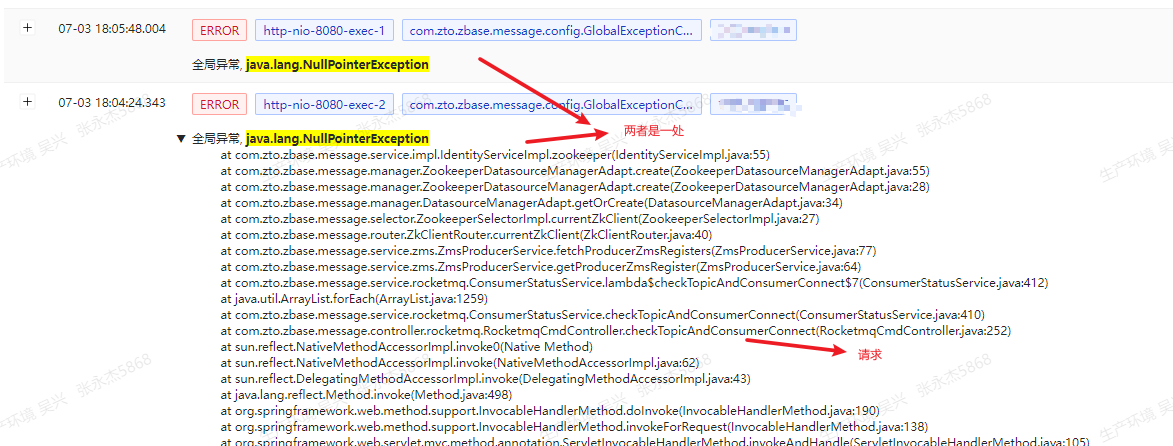 07-03 18:05:48.004 ERROR http-nio-8080-exec-1 com.zto.zbase.message.config.GlobalExceptionC...
全局异常, java.lang.NullPointerException
07-03 18:04:24.343 ERROR http-nio-8080-exec-2 com.zto.zbase.message.config.GlobalExceptionC...
两者是一处
全局异常, java.lang.NullPointerException
at com.zto.zbase.message.service.impl.IdentityServiceImpl.zookeeper(IdentityServiceImpl.java:55)
at com.zto.zbase.message.manager.ZookeeperDatasourceManagerAdapt.create(ZookeeperDatasourceManagerAdapt.java:55)
at com.zto.zbase.message.manager.ZookeeperDatasourceManagerAdapt.create(ZookeeperDatasourceManagerAdapt.java:28)
at com.zto.zbase.message.manager.DatasourceManagerAdapt.getOrCreate(DatasourceManagerAdapt.java:34)
at com.zto.zbase.message.selector.ZookeeperSelectorImpl.currentZkClient(ZookeeperSelectorImpl.java:27)
at com.zto.zbase.message.router.ZkClientRouter.currentZkClient(ZkClientRouter.java:40)
at com.zto.zbase.message.service.zms.ZmsProducerService.fetchProducerZmsRegisters(ZmsProducerService.java:77)
at com.zto.zbase.message.service.zms.ZmsProducerService.getProducerZmsRegister(ZmsProducerService.java:64)
at com.zto.zbase.message.service.rocketmq.ConsumerStatusService.lambda$checkTopicAndConsumerConnect$7(ConsumerStatusService.java:412)
at java.util.ArrayList.forEach(ArrayList.java:1259)
at com.zto.zbase.message.service.rocketmq.ConsumerStatusService.checkTopicAndConsumerConnect(ConsumerStatusService.java:410)
at com.zto.zbase.message.controller.rocketmq.RocketmqCmdController.checkTopicAndConsumerConnect(RocketmqCmdController.java:252)
at sun.reflect.NativeMethodAccessorImpl.invoke0(Native Method)
请求
at sun.reflect.NativeMethodAccessorImpl.invoke(NativeMethodAccessorImpl.java:62)
at sun.reflect.DelegatingMethodAccessorImpl.invoke(DelegatingMethodAccessorImpl.java:43)
at java.lang.reflect.Method.invoke(Method.java:498)
at org.springframework.web.method.support.InvocableHandlerMethod.doInvoke(InvocableHandlerMethod.java:190)
at org.springframework.web.method.support.InvocableHandlerMethod.invokeForRequest(InvocableHandlerMethod.java:138)
at org.springframework.web.servlet.mvc.method.annotation.ServletInvocableHandlerMethod.invokeAndHandle(ServletInvocableHandlerMethod.java:105)
生产环境 吴兴 张永杰5868